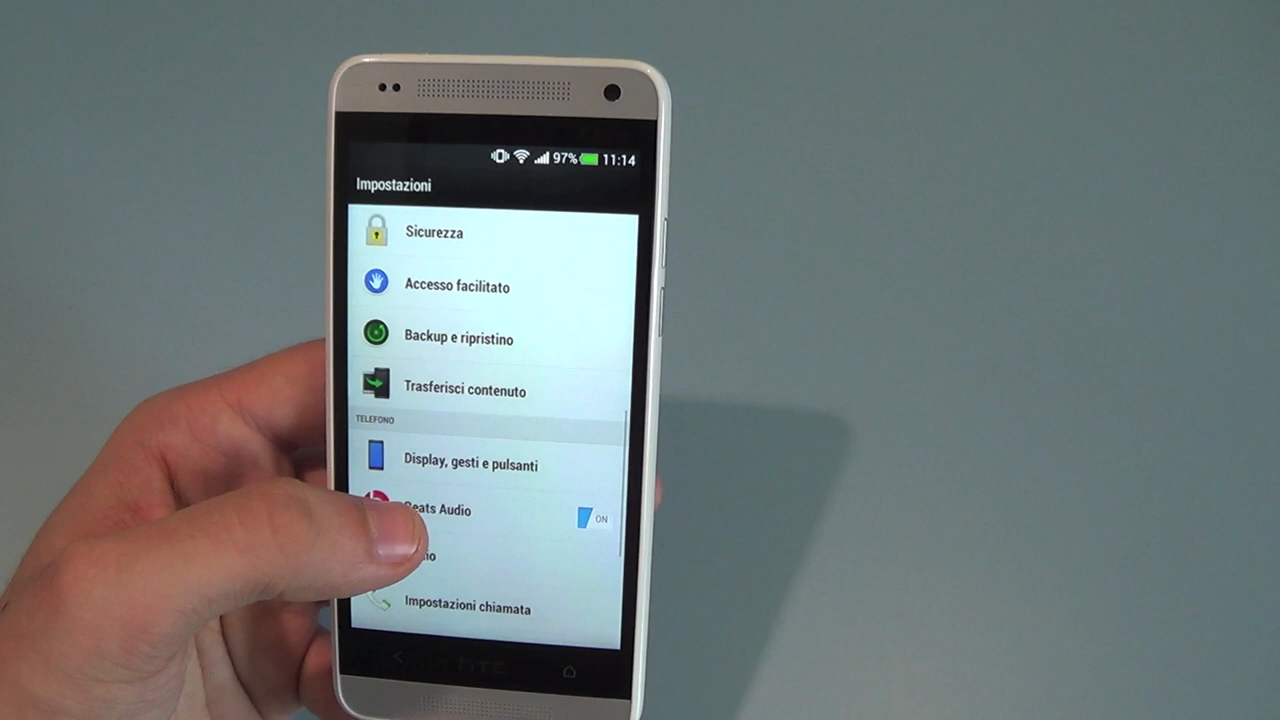 97% 11:14
Impostazioni
Sicurezza
Accesso facilitato
Backup e ripristino
Trasferisci contenuto
TELEFONO
Display, gesti e pulsanti
Beats Audio ON
Impostazioni chiamata
hTC